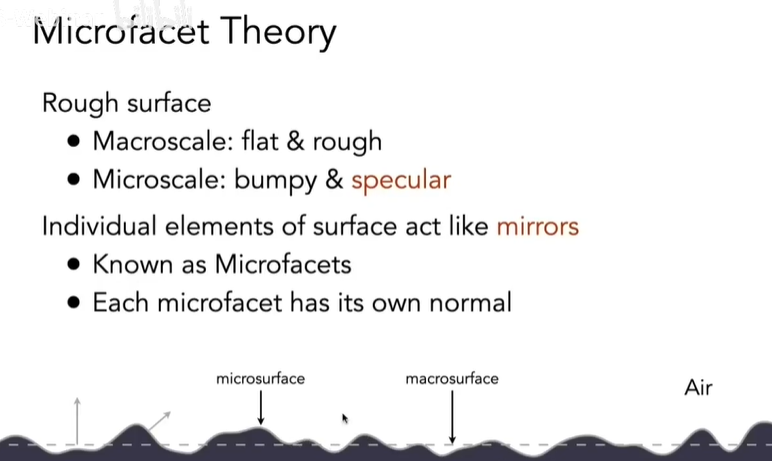 Microfacet Theory
Rough surface
● Macroscale: flat & rough
● Microscale: bumpy & specular
Individual elements of surface act like mirrors
● Known as Microfacets
● Each microfacet has its own normal
microsurface
macrosurface
Air